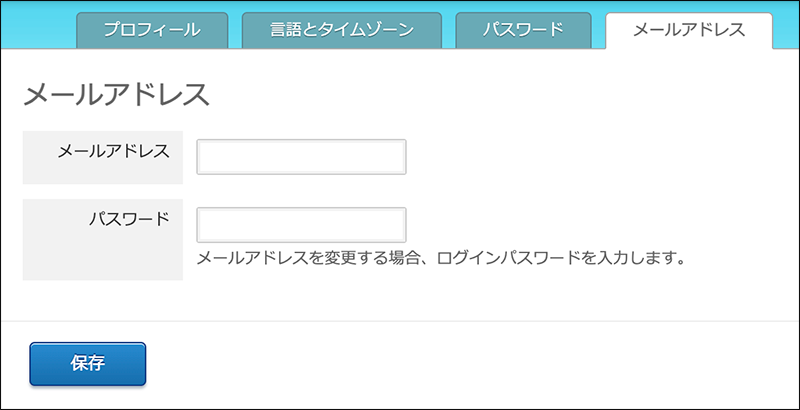 プロフィール
言語とタイムゾーン
パスワード
メールアドレス
メールアドレス
メールアドレス
パスワード
メールアドレスを変更する場合、ログインパスワードを入力します。
保存